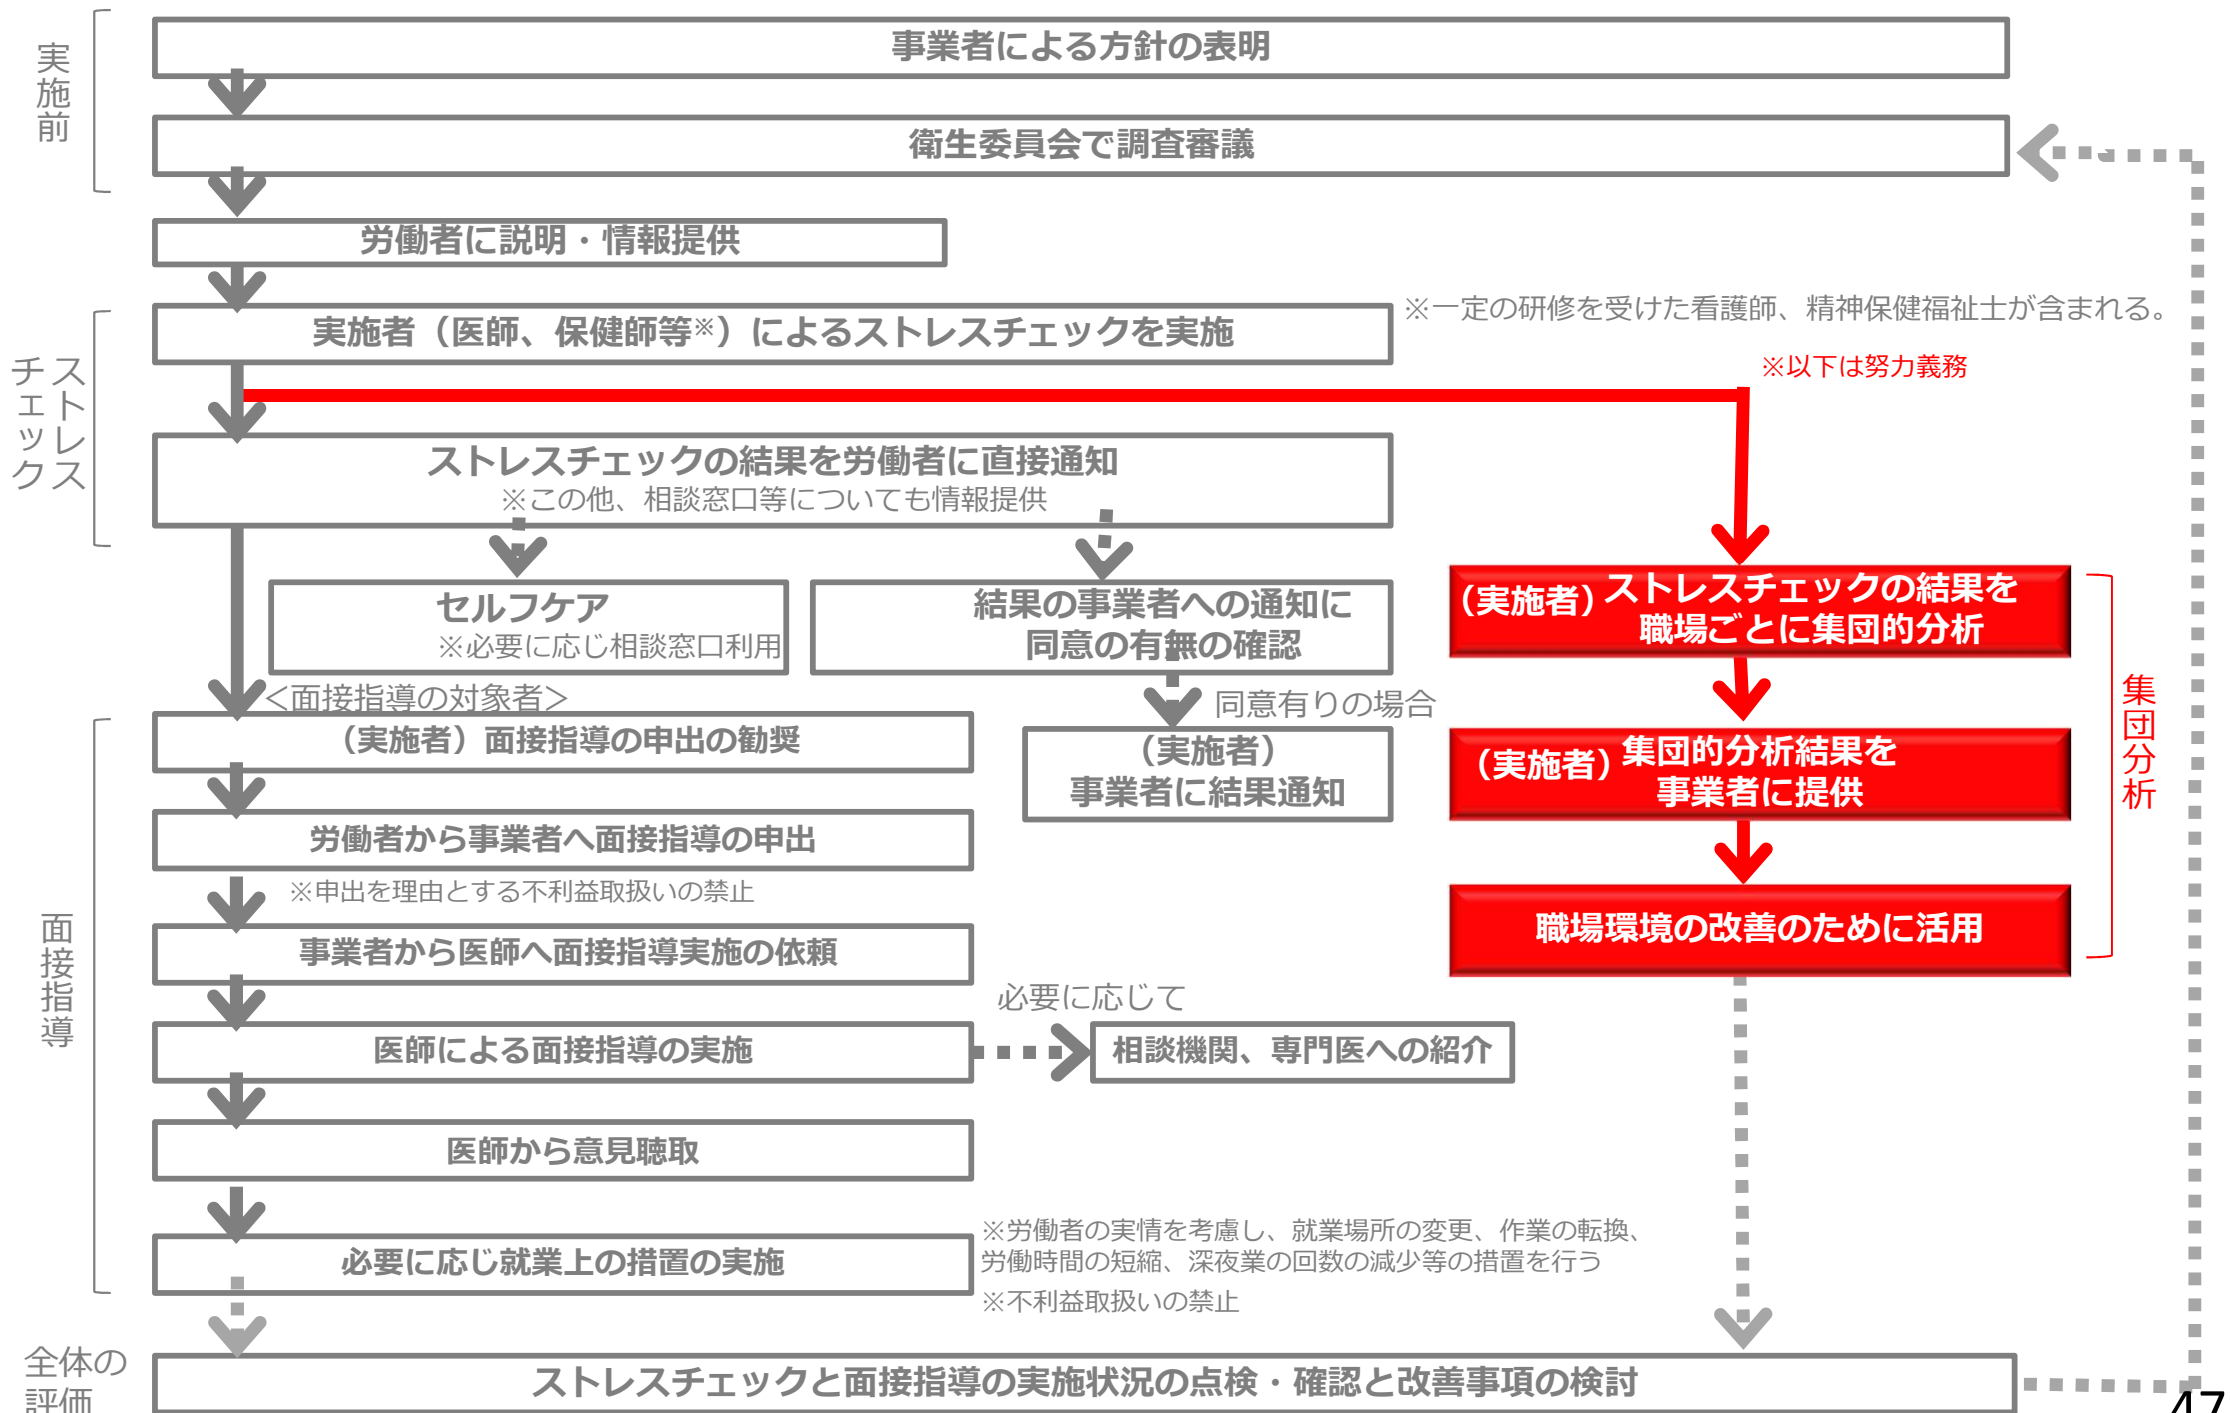 実施前
事業者による方針の表明
衛生委員会で調査審議
労働者に説明・情報提供
ストレス
チェック
実施者（医師、保健師等※）によるストレスチェックを実施
※一定の研修を受けた看護師、精神保健福祉士が含まれる。
※以下は努力義務
ストレスチェックの結果を労働者に直接通知
※この他、相談窓口等についても情報提供
セルフケア
※必要に応じ相談窓口利用
結果の事業者への通知に
同意の有無の確認
同意有りの場合
（実施者）
事業者に結果通知
（実施者）ストレスチェックの結果を
職場ごとに集団的分析
（実施者）集団的分析結果を
事業者に提供
職場環境の改善のために活用
集団分析
面接指導
＜面接指導の対象者＞
（実施者）面接指導の申出の勧奨
労働者から事業者へ面接指導の申出
※申出を理由とする不利益取扱いの禁止
事業者から医師へ面接指導実施の依頼
医師による面接指導の実施
必要に応じて
相談機関、専門医への紹介
医師から意見聴取
必要に応じ就業上の措置の実施
※労働者の実情を考慮し、就業場所の変更、作業の転換、
労働時間の短縮、深夜業の回数の減少等の措置を行う
※不利益取扱いの禁止
全体の
評価
ストレスチェックと面接指導の実施状況の点検・確認と改善事項の検討
47